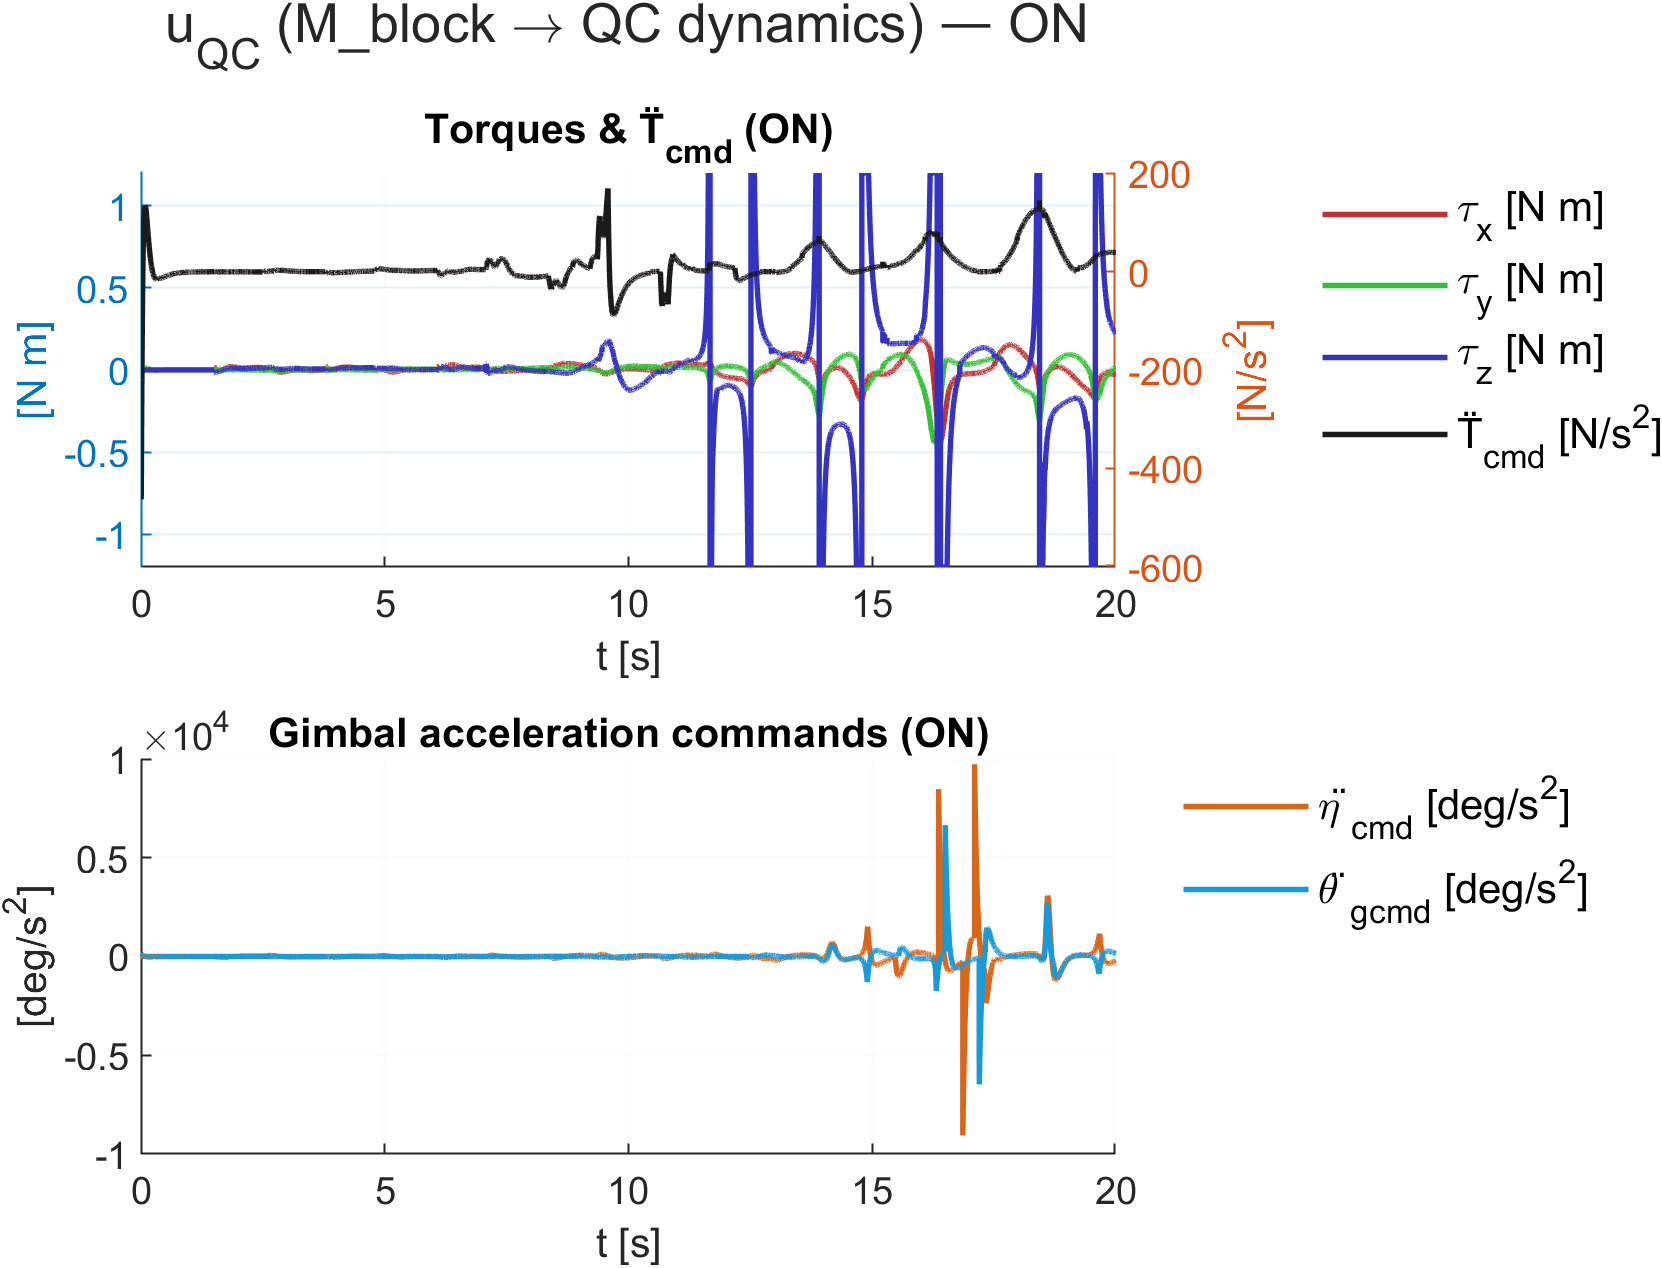 u_QC (M_block → QC dynamics) — ON
Torques & T̈_cmd (ON)
1
0.5
0
-0.5
-1
[N m]
200
0
-200
-400
-600
[N/s²]
0 5 10 15 20
t [s]
τ_x [N m]
τ_y [N m]
τ_z [N m]
T̈_cmd [N/s²]
×10⁴
Gimbal acceleration commands (ON)
1
0.5
0
-0.5
-1
[deg/s²]
0 5 10 15 20
t [s]
η̈_cmd [deg/s²]
θ̈_gcmd [deg/s²]